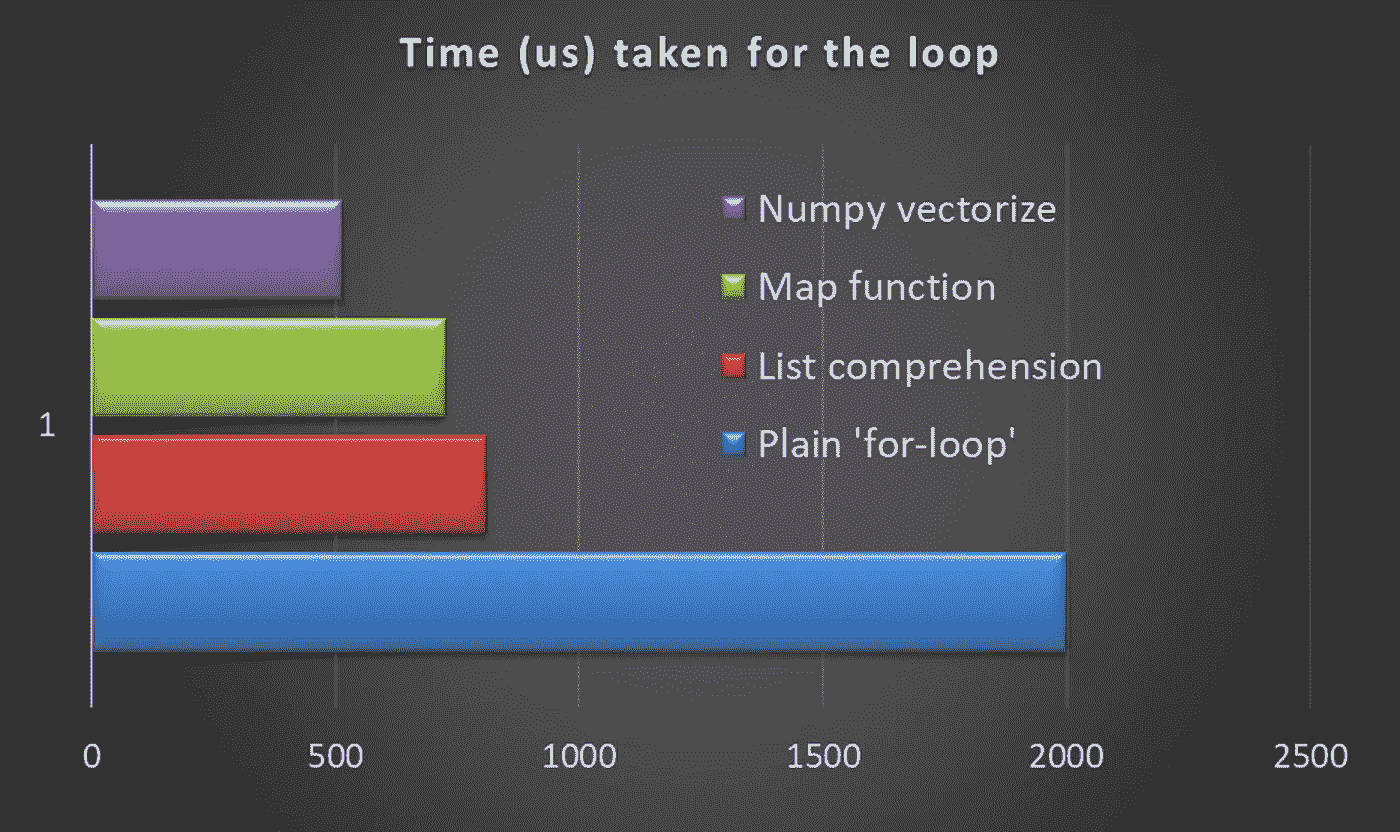 Time (us) taken for the loop
Numpy vectorize
Map function
List comprehension
1
Plain 'for-loop'
0 500 1000 1500 2000 2500